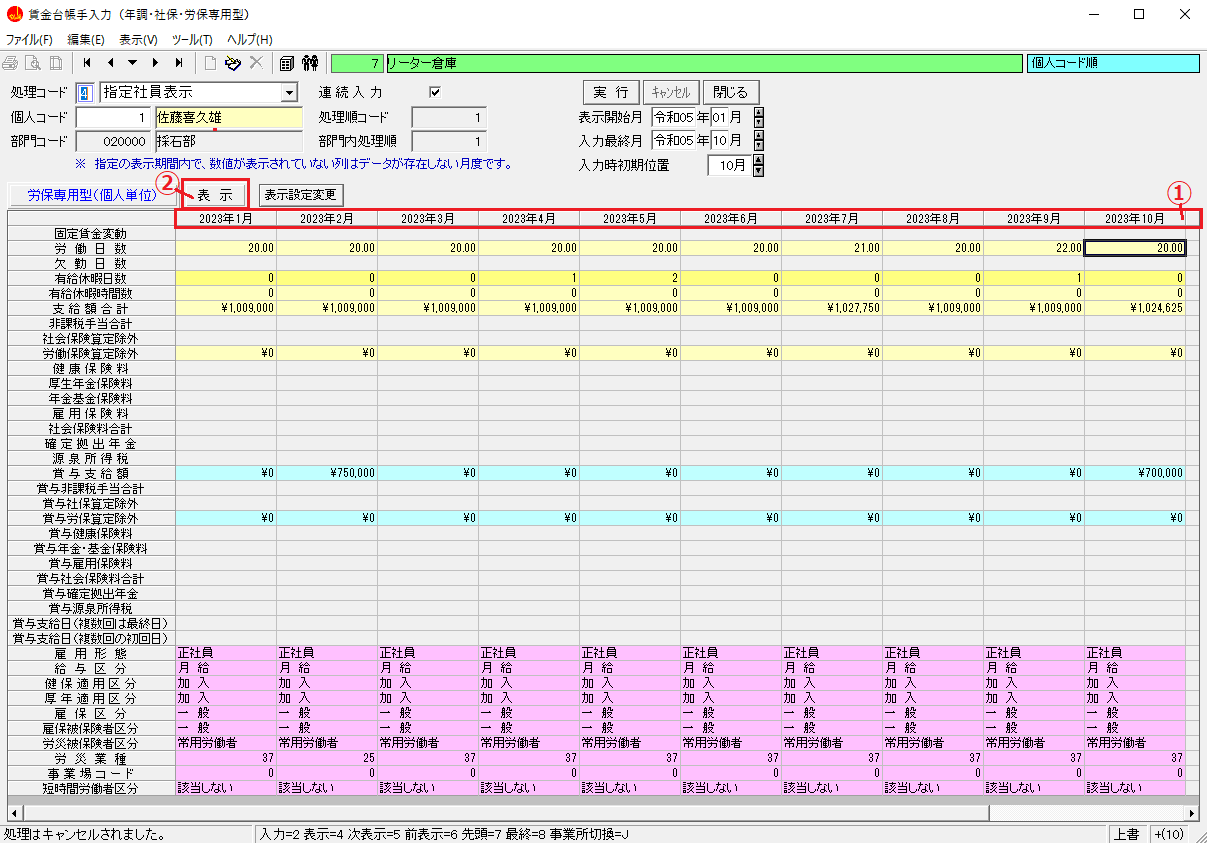 賃金台帳手入力（年調・社保・労保専用型）
ファイル(F) 編集(E) 表示(V) ツール(T) ヘルプ(H)
7 リーター倉庫 個人コード順
処理コード 4 指定社員表示 連続入力 実 行 キャンセル 閉じる
個人コード 1 佐藤喜久雄 処理順コード 1 表示開始月 令和05 年 01 月
部門コード 020000 採石部 部門内処理順 1 入力最終月 令和05 年 10 月
※ 指定の表示期間内で、数値が表示されていない列はデータが存在しない月度です。 入力時初期位置 10月
労保専用型(個人単位) ② 表 示 表示設定変更 ①
2023年1月 2023年2月 2023年3月 2023年4月 2023年5月 2023年6月 2023年7月 2023年8月 2023年9月 2023年10月
固定賃金変動
労 働 日 数 20.00 20.00 20.00 20.00 20.00 20.00 21.00 20.00 22.00 20.00
欠 勤 日 数
有給休暇日数 0 0 0 1 2 0 0 0 1 0
有給休暇時間数 0 0 0 0 0 0 0 0 0 0
支 給 額 合 計 ¥1,009,000 ¥1,009,000 ¥1,009,000 ¥1,009,000 ¥1,009,000 ¥1,009,000 ¥1,027,750 ¥1,009,000 ¥1,009,000 ¥1,024,625
非課税手当合計
社会保険算定除外
労働保険算定除外 ¥0 ¥0 ¥0 ¥0 ¥0 ¥0 ¥0 ¥0 ¥0 ¥0
健 康 保 険 料
厚生年金保険料
年金基金保険料
雇 用 保 険 料
社会保険料合計
確 定 拠 出 年 金
源 泉 所 得 税
賞 与 支 給 額 ¥0 ¥750,000 ¥0 ¥0 ¥0 ¥0 ¥0 ¥0 ¥0 ¥700,000
賞与非課税手当合計
賞与社保算定除外
賞与労保算定除外 ¥0 ¥0 ¥0 ¥0 ¥0 ¥0 ¥0 ¥0 ¥0 ¥0
賞与健康保険料
賞与年金・基金保険料
賞与雇用保険料
賞与社会保険料合計
賞与確定拠出年金
賞与源泉所得税
賞与支給日(複数回は最終日)
賞与支給日(複数回の初回日)
雇 用 形 態 正社員 正社員 正社員 正社員 正社員 正社員 正社員 正社員 正社員 正社員
給 与 区 分 月 給 月 給 月 給 月 給 月 給 月 給 月 給 月 給 月 給 月 給
健 保 適 用 区 分 加 入 加 入 加 入 加 入 加 入 加 入 加 入 加 入 加 入 加 入
厚 年 適 用 区 分 加 入 加 入 加 入 加 入 加 入 加 入 加 入 加 入 加 入 加 入
雇 保 区 分 一 般 一 般 一 般 一 般 一 般 一 般 一 般 一 般 一 般 一 般
雇保被保険者区分 一 般 一 般 一 般 一 般 一 般 一 般 一 般 一 般 一 般 一 般
労災被保険者区分 常用労働者 常用労働者 常用労働者 常用労働者 常用労働者 常用労働者 常用労働者 常用労働者 常用労働者 常用労働者
労 災 業 種 37 25 37 37 37 37 37 37 37 37
事 業 場 コ ー ド 0 0 0 0 0 0 0 0 0 0
短時間労働者区分 該当しない 該当しない 該当しない 該当しない 該当しない 該当しない 該当しない 該当しない 該当しない 該当しない
処理はキャンセルされました。 入力=2 表示=4 次表示=5 前表示=6 先頭=7 最終=8 事業所切換=J 上書 +(10)